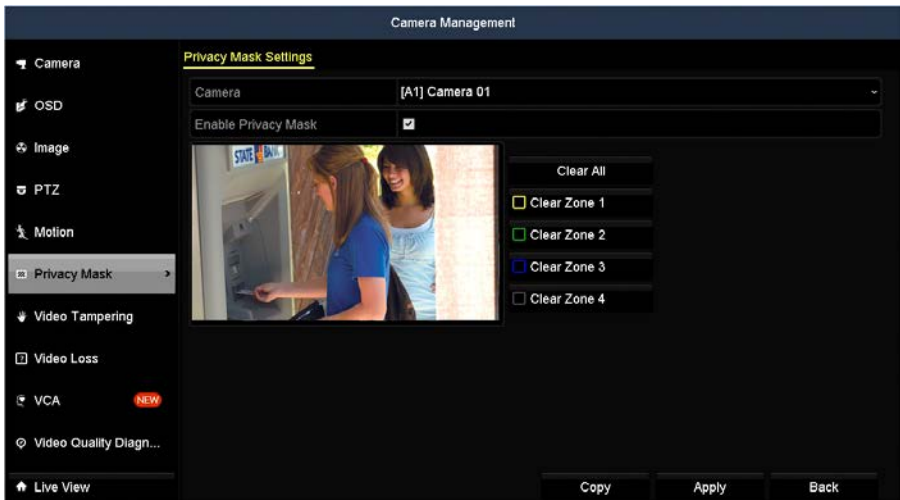 Camera Management
Camera
OSD
Image
PTZ
Motion
Privacy Mask
Video Tampering
Video Loss
VCA NEW
Video Quality Diagn...
Live View
Privacy Mask Settings
Camera [A1] Camera 01
Enable Privacy Mask
STATE BANK
Clear All
Clear Zone 1
Clear Zone 2
Clear Zone 3
Clear Zone 4
Copy Apply Back